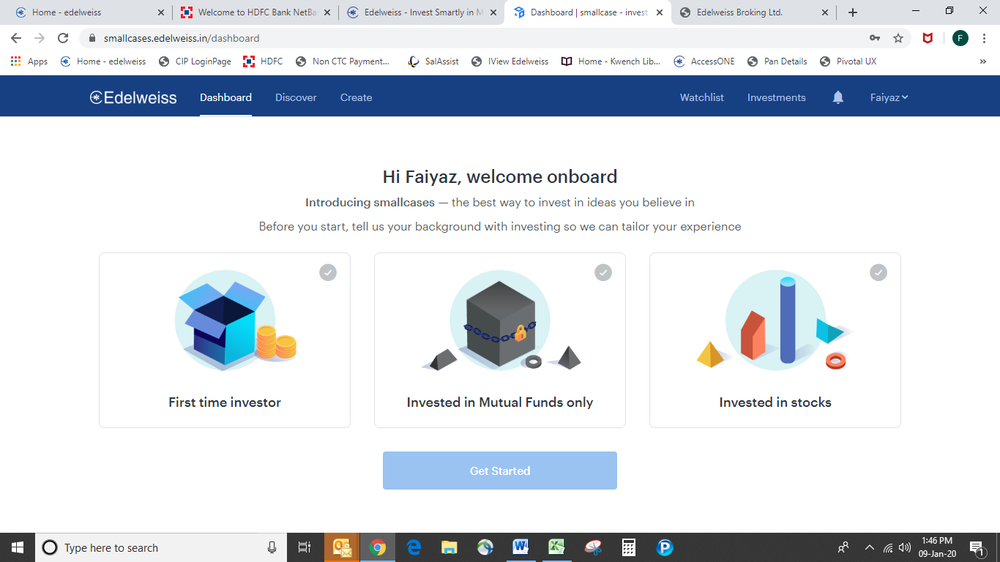 Home - edelweiss
Welcome to HDFC Bank NetBa
Edelweiss - Invest Smartly in M
Dashboard | smallcase - invest
Edelweiss Broking Ltd.
smallcases.edelweiss.in/dashboard
F
Apps
Home - edelweiss
CIP LoginPage
HDFC
Non CTC Payment...
SalAssist
IView Edelweiss
Home - Kwench Lib...
AccessONE
Pan Details
Pivotal UX
»
Edelweiss
Dashboard
Discover
Create
Watchlist
Investments
Faiyaz
Hi Faiyaz, welcome onboard
Introducing smallcases — the best way to invest in ideas you believe in
Before you start, tell us your background with investing so we can tailor your experience
First time investor
Invested in Mutual Funds only
Invested in stocks
Get Started
Type here to search
1:46 PM
09-Jan-20
1